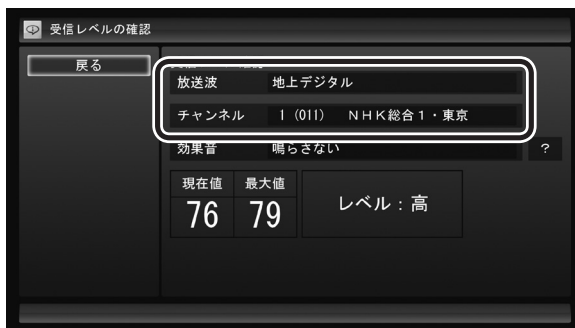 受信レベルの確認
戻る
放送波 地上デジタル
チャンネル 1 (011) NHK総合1・東京
効果音 鳴らさない ?
現在値 最大値
76 79 レベル:高